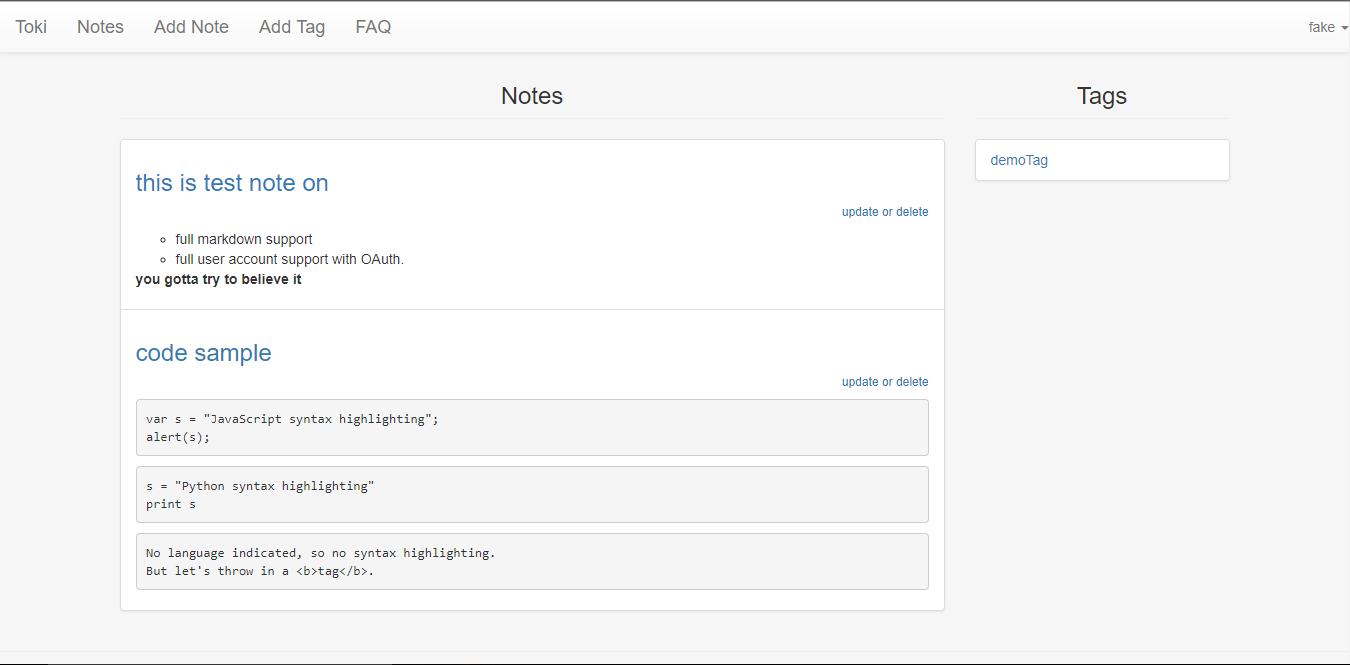 Toki Notes Add Note Add Tag FAQ fake
Notes
Tags
this is test note on
update or delete
full markdown support
full user account support with OAuth.
you gotta try to believe it
code sample
update or delete
var s = "JavaScript syntax highlighting";
alert(s);
s = "Python syntax highlighting"
print s
No language indicated, so no syntax highlighting.
But let's throw in a <b>tag</b>.
demoTag